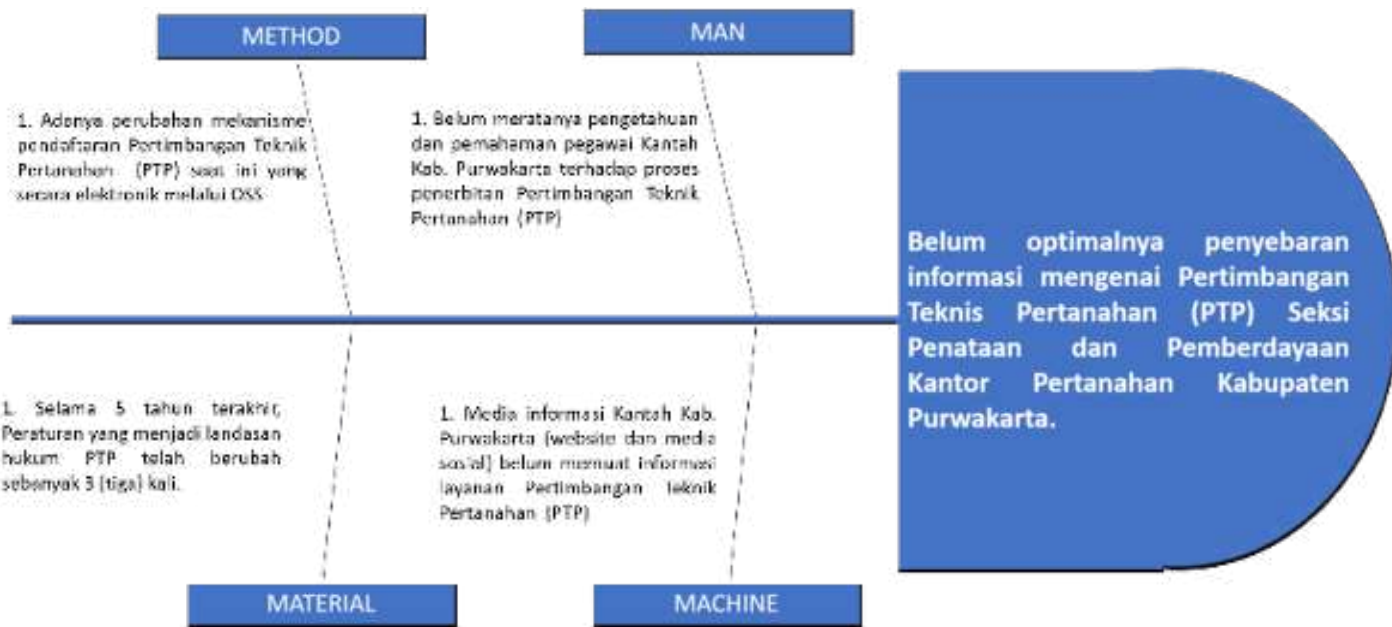 METHOD
MAN
1. Adanya perubahan mekanisme
pendaftaran Pertimbangan Teknik
Pertanahan (PTP) saat ini yang
secara elektronik melalui OSS
1. Belum meratanya pengetahuan
dan pemahaman pegawai Kantah
Kab. Purwakarta terhadap proses
penerbitan Pertimbangan Teknik
Pertanahan (PTP)
Belum optimalnya penyebaran
informasi mengenai Pertimbangan
Teknis Pertanahan (PTP) Seksi
Penataan dan Pemberdayaan
Kantor Pertanahan Kabupaten
Purwakarta.
1. Selama 5 tahun terakhir,
Peraturan yang menjadi landasan
hukum PTP telah berubah
sebanyak 3 (tiga) kali.
1. Media informasi Kantah Kab.
Purwakarta (website dan media
sosial) belum memuat informasi
layanan Pertimbangan Teknik
Pertanahan (PTP)
MATERIAL
MACHINE